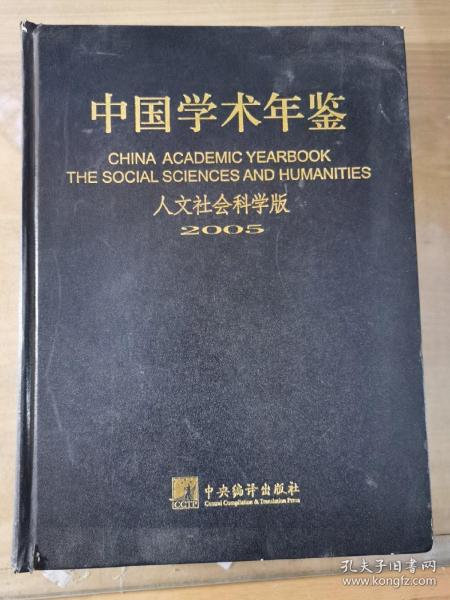 中国学术年鉴
CHINA ACADEMIC YEARBOOK
THE SOCIAL SCIENCES AND HUMANITIES
人文社会科学版
2005
CCTP
中央编译出版社
Central Compilation & Translation Press
孔夫子旧书网
www.kongfz.com